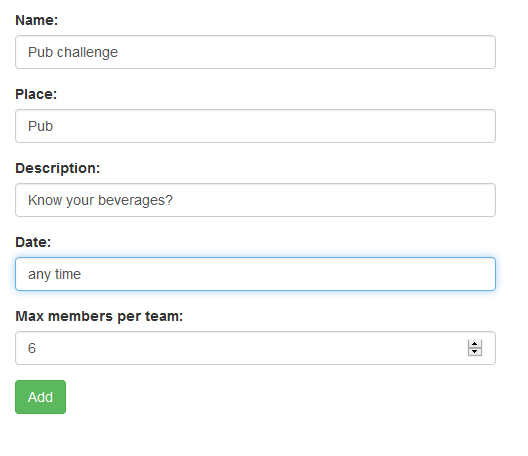 Name:
Pub challenge
Place:
Pub
Description:
Know your beverages?
Date:
any time
Max members per team:
6
Add